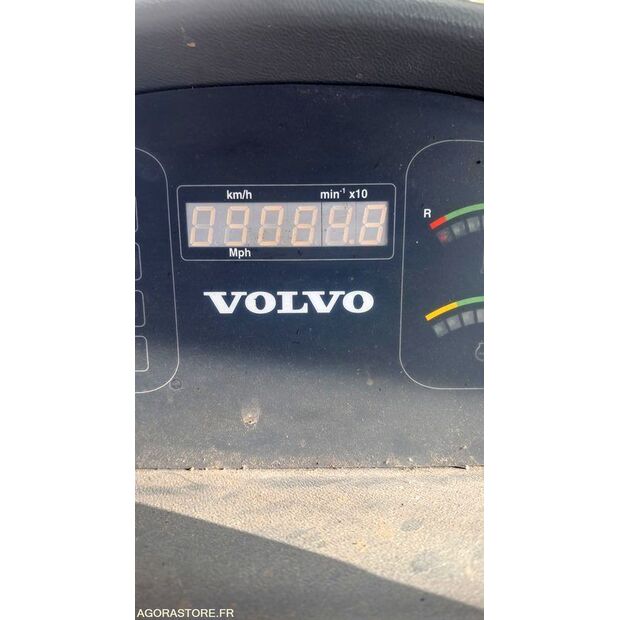 km/h min⁻¹ x10
Mph
VOLVO
R
AGORASTORE.FR